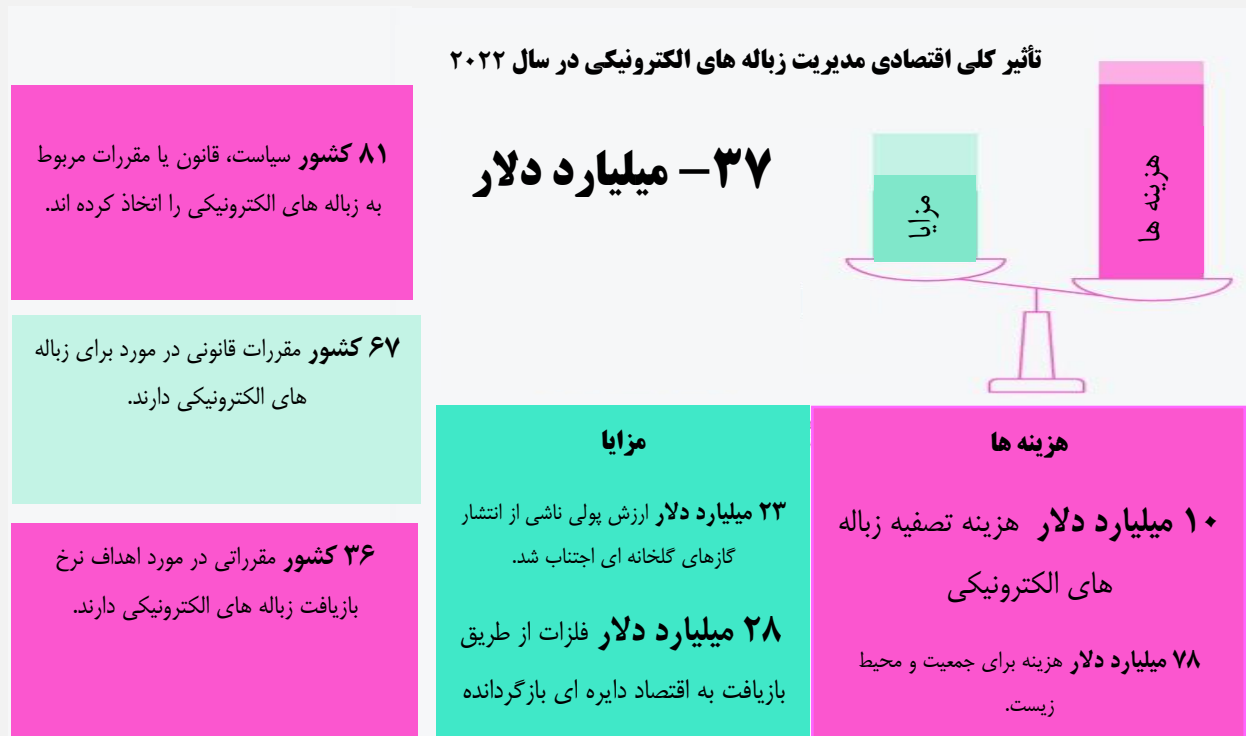 تأثیر کلی اقتصادی مدیریت زباله های الکترونیکی در سال ۲۰۲۲
۳۷– میلیارد دلار
هزینه ها
مزایا
هزینه ها
۱۰ میلیارد دلار هزینه تصفیه زباله
های الکترونیکی
۷۸ میلیارد دلار هزینه برای جمعیت و محیط
زیست.
مزایا
۲۳ میلیارد دلار ارزش پولی ناشی از انتشار
گازهای گلخانه ای اجتناب شد.
۲۸ میلیارد دلار فلزات از طریق
بازیافت به اقتصاد دایره ای بازگردانده
۸۱ کشور سیاست، قانون یا مقررات مربوط
به زباله های الکترونیکی را اتخاذ کرده اند.
۶۷ کشور مقررات قانونی در مورد برای زباله
های الکترونیکی دارند.
۳۶ کشور مقرراتی در مورد اهداف نرخ
بازیافت زباله های الکترونیکی دارند.